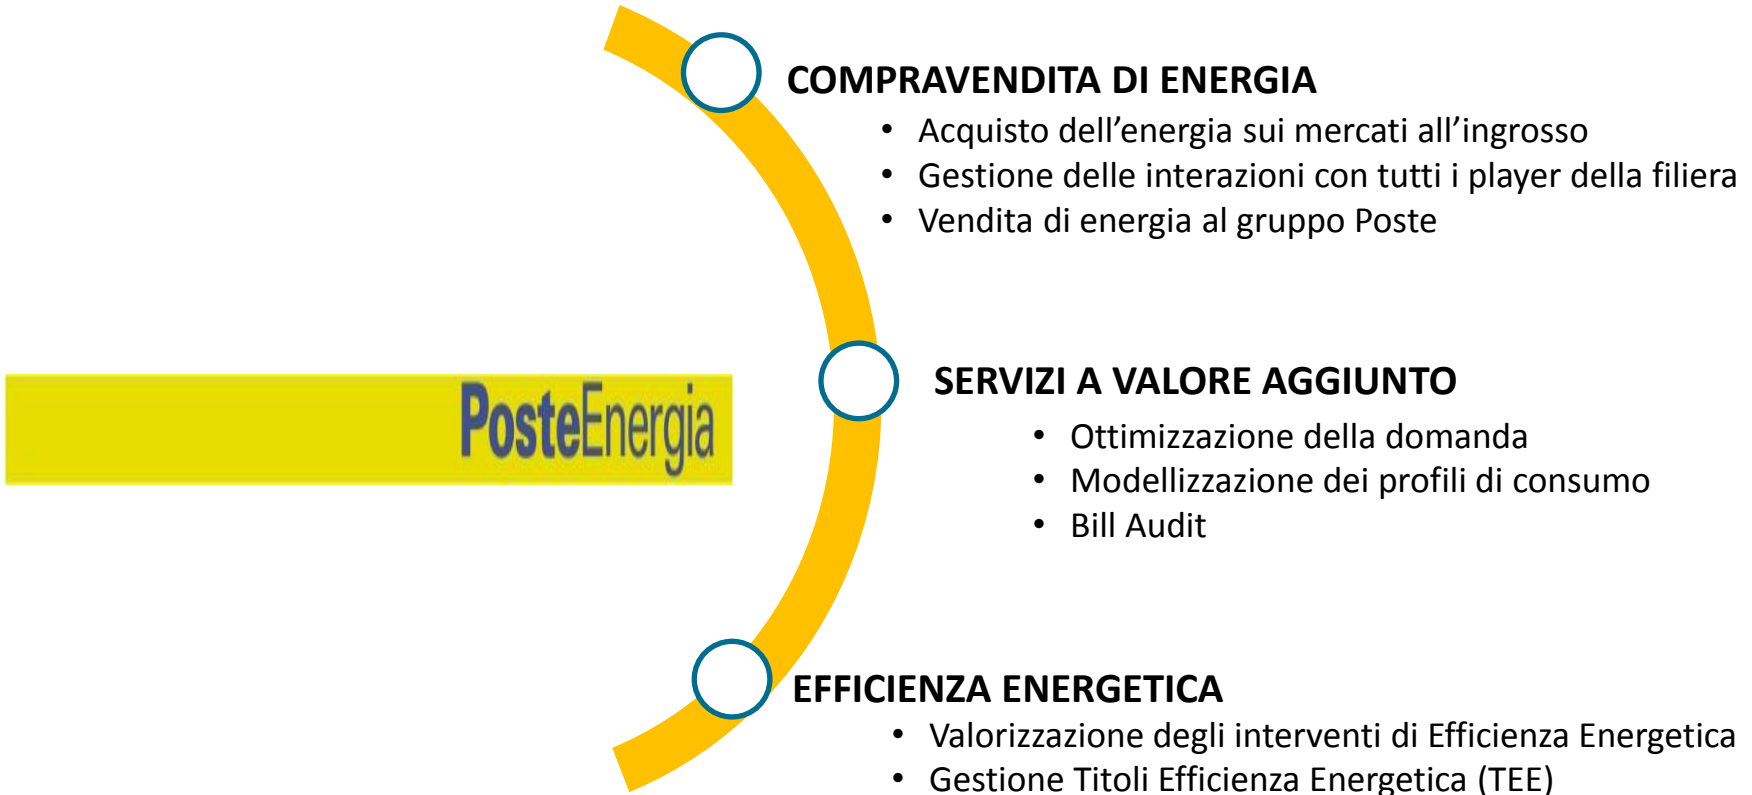 COMPRAVENDITA DI ENERGIA
• Acquisto dell’energia sui mercati all’ingrosso
• Gestione delle interazioni con tutti i player della filiera
• Vendita di energia al gruppo Poste
PosteEnergia
SERVIZI A VALORE AGGIUNTO
• Ottimizzazione della domanda
• Modellizzazione dei profili di consumo
• Bill Audit
EFFICIENZA ENERGETICA
• Valorizzazione degli interventi di Efficienza Energetica
• Gestione Titoli Efficienza Energetica (TEE)